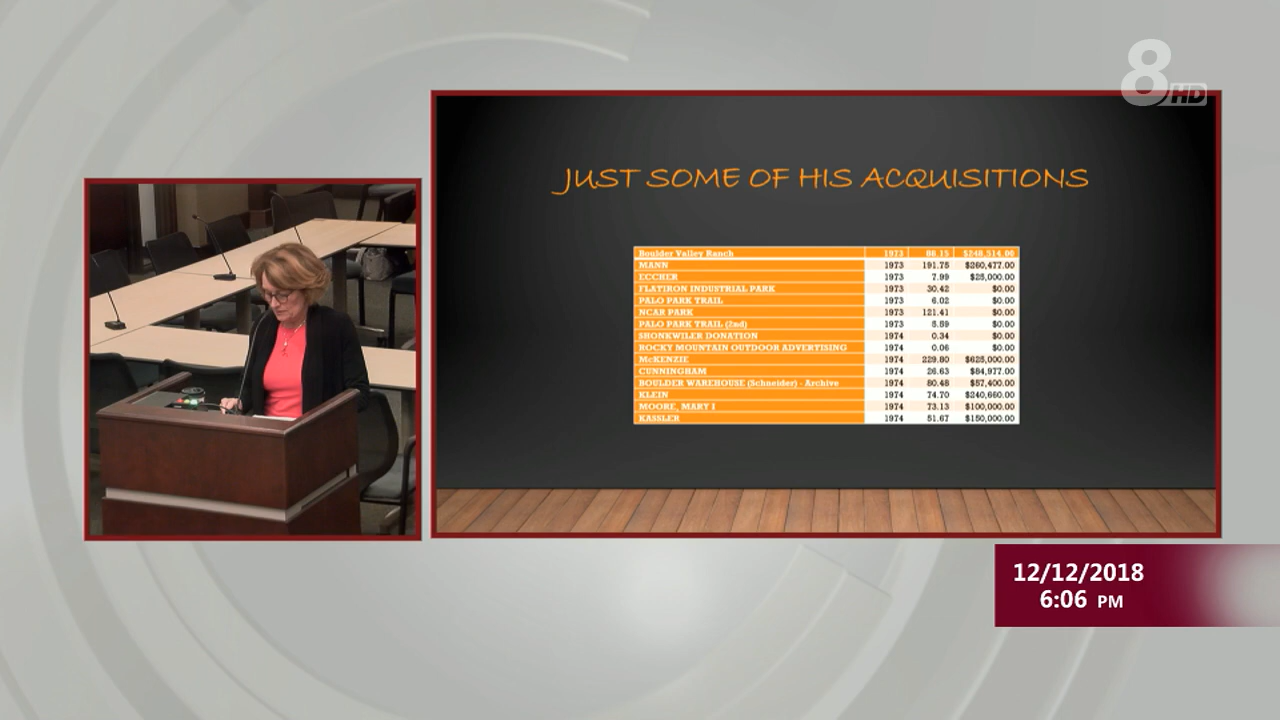 8 HD
JUST SOME OF HIS ACQUISITIONS
Boulder Valley Ranch 1973 88.15 $248,514.00
MANN 1973 191.75 $260,477.00
ECCHER 1973 7.99 $25,000.00
FLATIRON INDUSTRIAL PARK 1973 30.42 $0.00
PALO PARK TRAIL 1973 6.02 $0.00
NCAR PARK 1973 121.41 $0.00
PALO PARK TRAIL (2nd) 1973 5.59 $0.00
SHONKWILER DONATION 1974 0.34 $0.00
ROCKY MOUNTAIN OUTDOOR ADVERTISING 1974 0.06 $0.00
McKENZIE 1974 229.80 $625,000.00
CUNNINGHAM 1974 26.63 $84,977.00
BOULDER WAREHOUSE (Schneider) - Archive 1974 80.48 $57,400.00
KLEIN 1974 74.70 $240,660.00
MOORE, MARY I 1974 73.13 $100,000.00
KASSLER 1974 51.67 $150,000.00
12/12/2018
6:06 PM